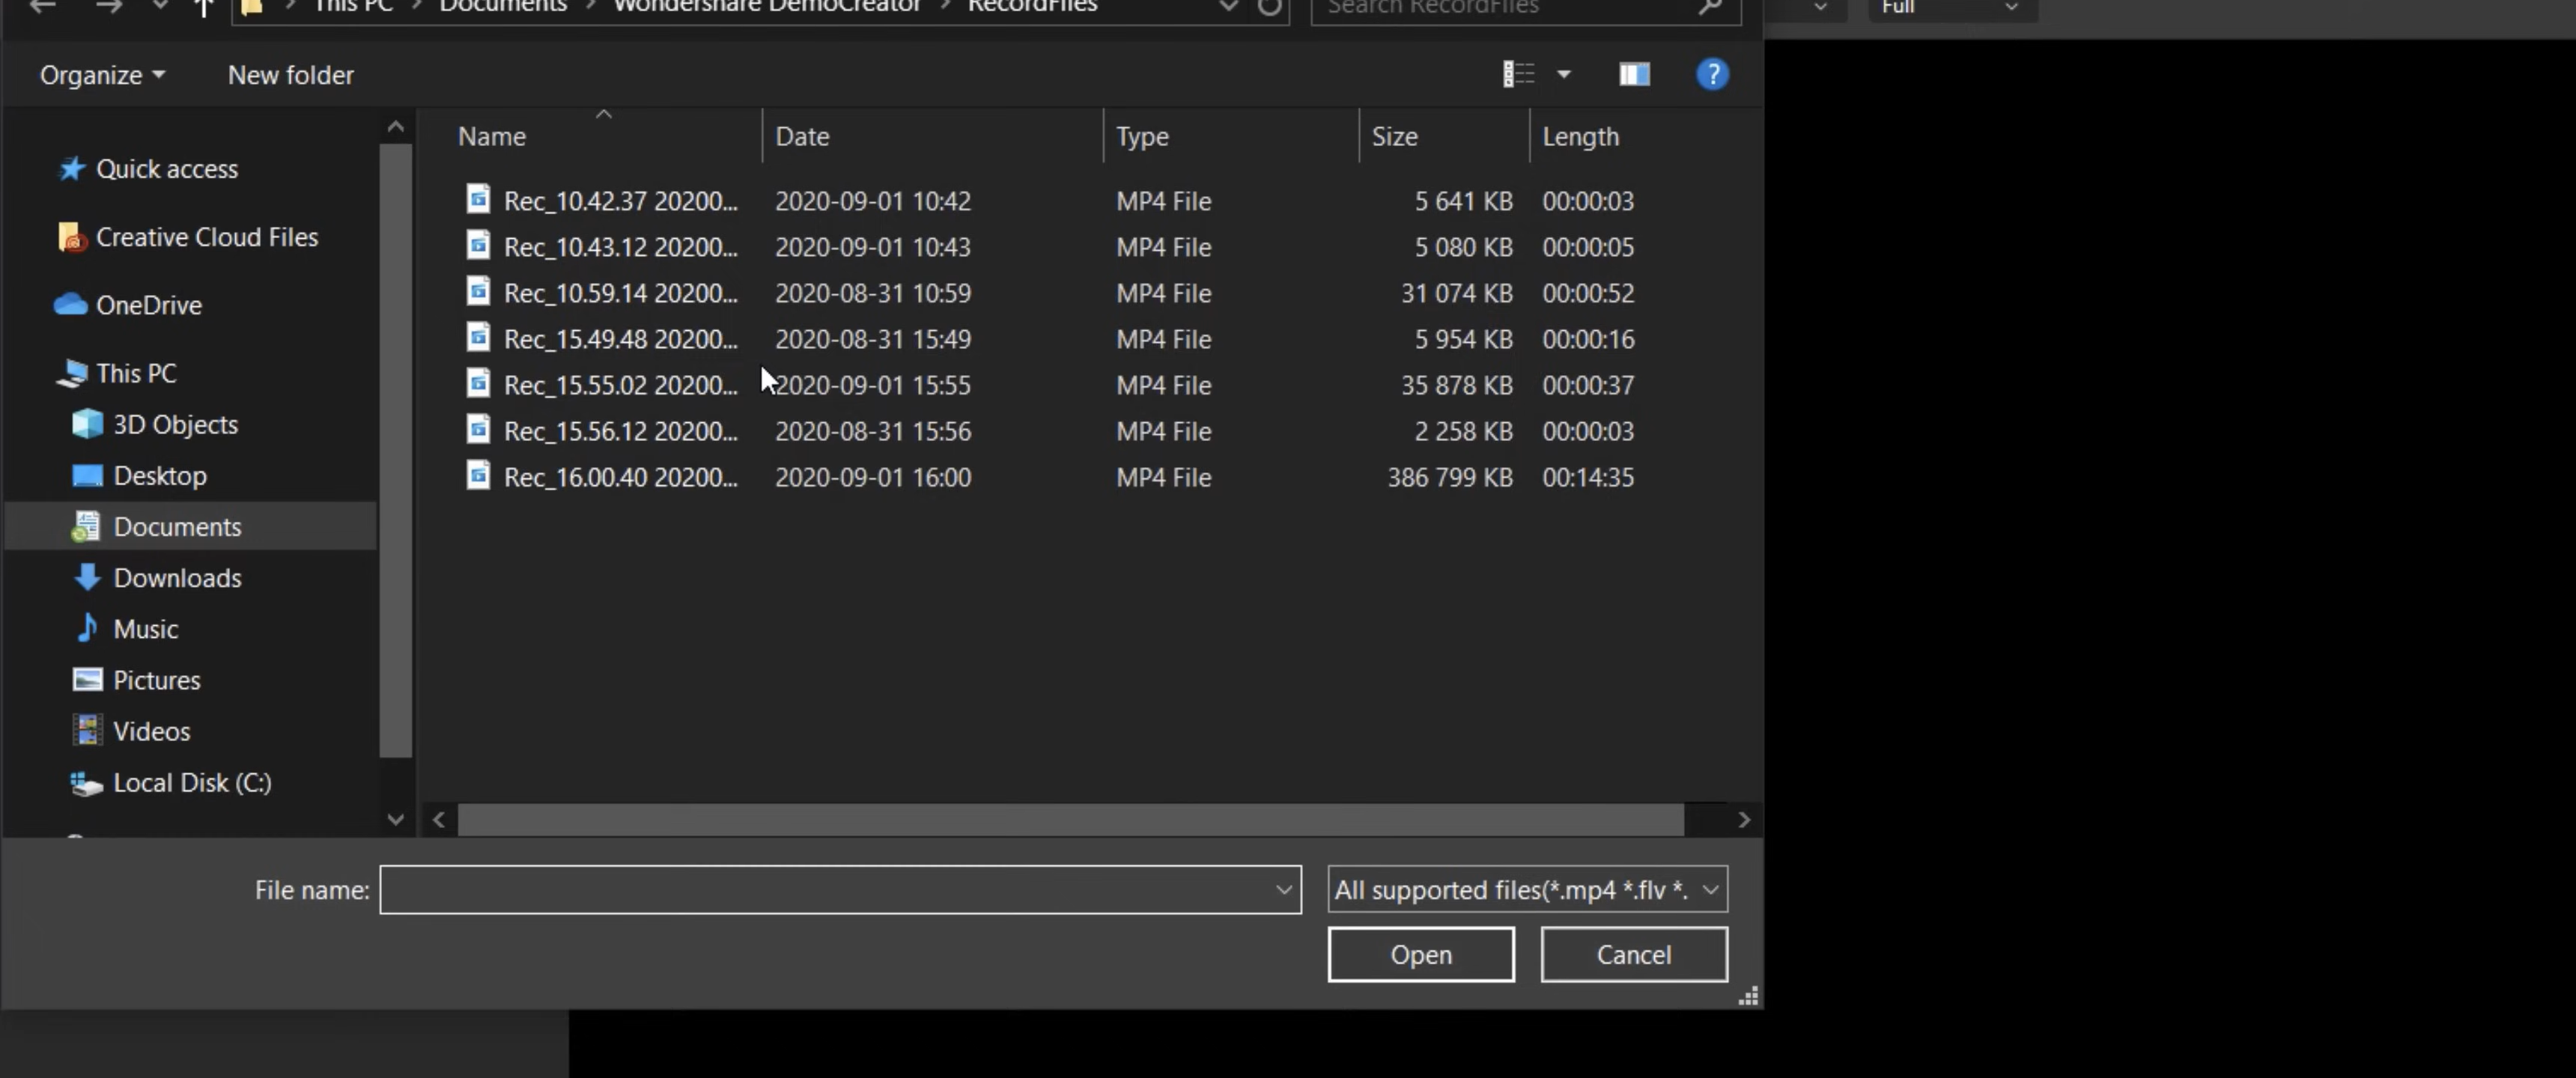 This PC > Documents > Wondershare DemoCreator > RecordFiles
Search RecordFiles
Full
Organize
New folder
Name Date Type Size Length
Quick access
Creative Cloud Files
OneDrive
This PC
3D Objects
Desktop
Documents
Downloads
Music
Pictures
Videos
Local Disk (C:)
Rec_10.42.37 20200... 2020-09-01 10:42 MP4 File 5 641 KB 00:00:03
Rec_10.43.12 20200... 2020-09-01 10:43 MP4 File 5 080 KB 00:00:05
Rec_10.59.14 20200... 2020-08-31 10:59 MP4 File 31 074 KB 00:00:52
Rec_15.49.48 20200... 2020-08-31 15:49 MP4 File 5 954 KB 00:00:16
Rec_15.55.02 20200... 2020-09-01 15:55 MP4 File 35 878 KB 00:00:37
Rec_15.56.12 20200... 2020-08-31 15:56 MP4 File 2 258 KB 00:00:03
Rec_16.00.40 20200... 2020-09-01 16:00 MP4 File 386 799 KB 00:14:35
File name:
All supported files(*.mp4 *.flv *.
Open
Cancel